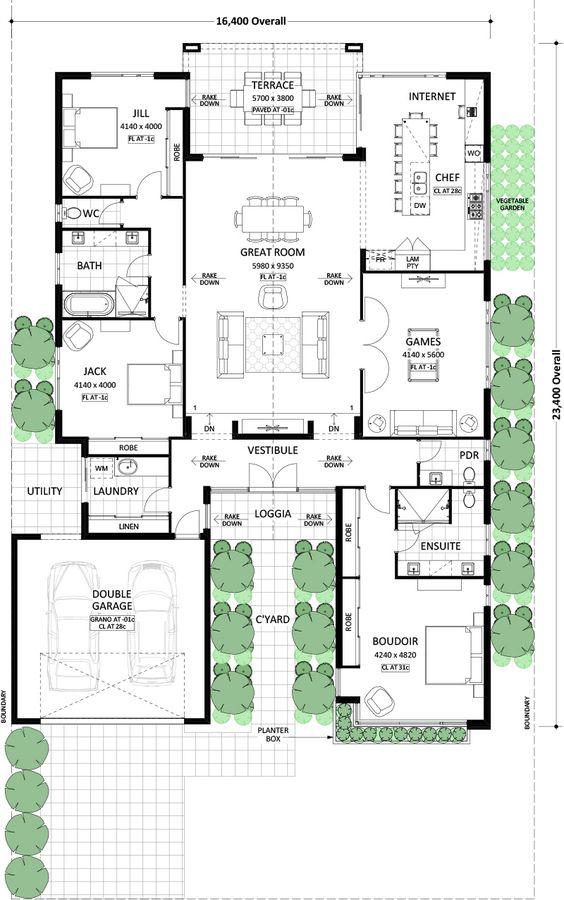 16,400 Overall
TERRACE
5700 x 3800
PAVED AT -01c
RAKE
DOWN
RAKE
DOWN
INTERNET
JILL
4140 x 4000
FL AT -1c
ROBE
WO
CHEF
CL AT 28c
DW
VEGETABLE
GARDEN
WC
BATH
GREAT ROOM
5980 x 9350
FL AT -1c
RAKE
DOWN
RAKE
DOWN
FR
LAM
PTY
GAMES
4140 x 5600
FL AT -1c
23,400 Overall
JACK
4140 x 4000
FL AT -1c
ROBE
1
DN
1
DN
VESTIBULE
RAKE
DOWN
RAKE
DOWN
PDR
WM
UTILITY
LAUNDRY
LINEN
LOGGIA
RAKE
DOWN
RAKE
DOWN
ROBE
ENSUITE
DOUBLE
GARAGE
GRANO AT -01c
CL AT 28c
C'YARD
ROBE
BOUDOIR
4240 x 4820
CL AT 31c
BOUNDARY
PLANTER
BOX
BOUNDARY